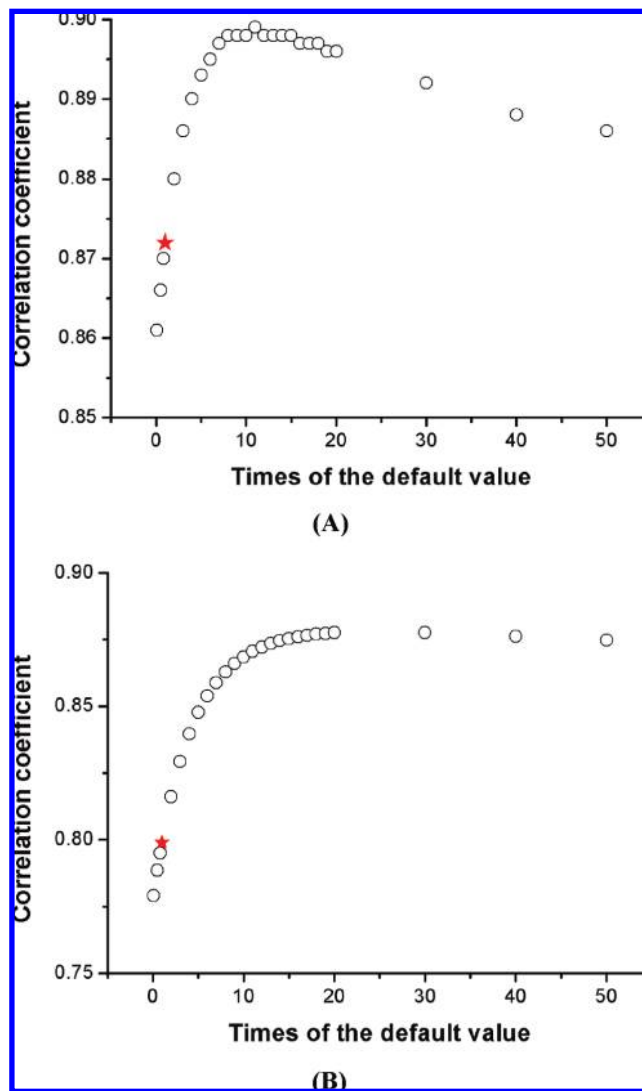 0.90
0.89
0.88
0.87
0.86
0.85
Correlation coefficient
0 10 20 30 40 50
Times of the default value
(A)
0.90
0.85
0.80
0.75
Correlation coefficient
0 10 20 30 40 50
Times of the default value
(B)